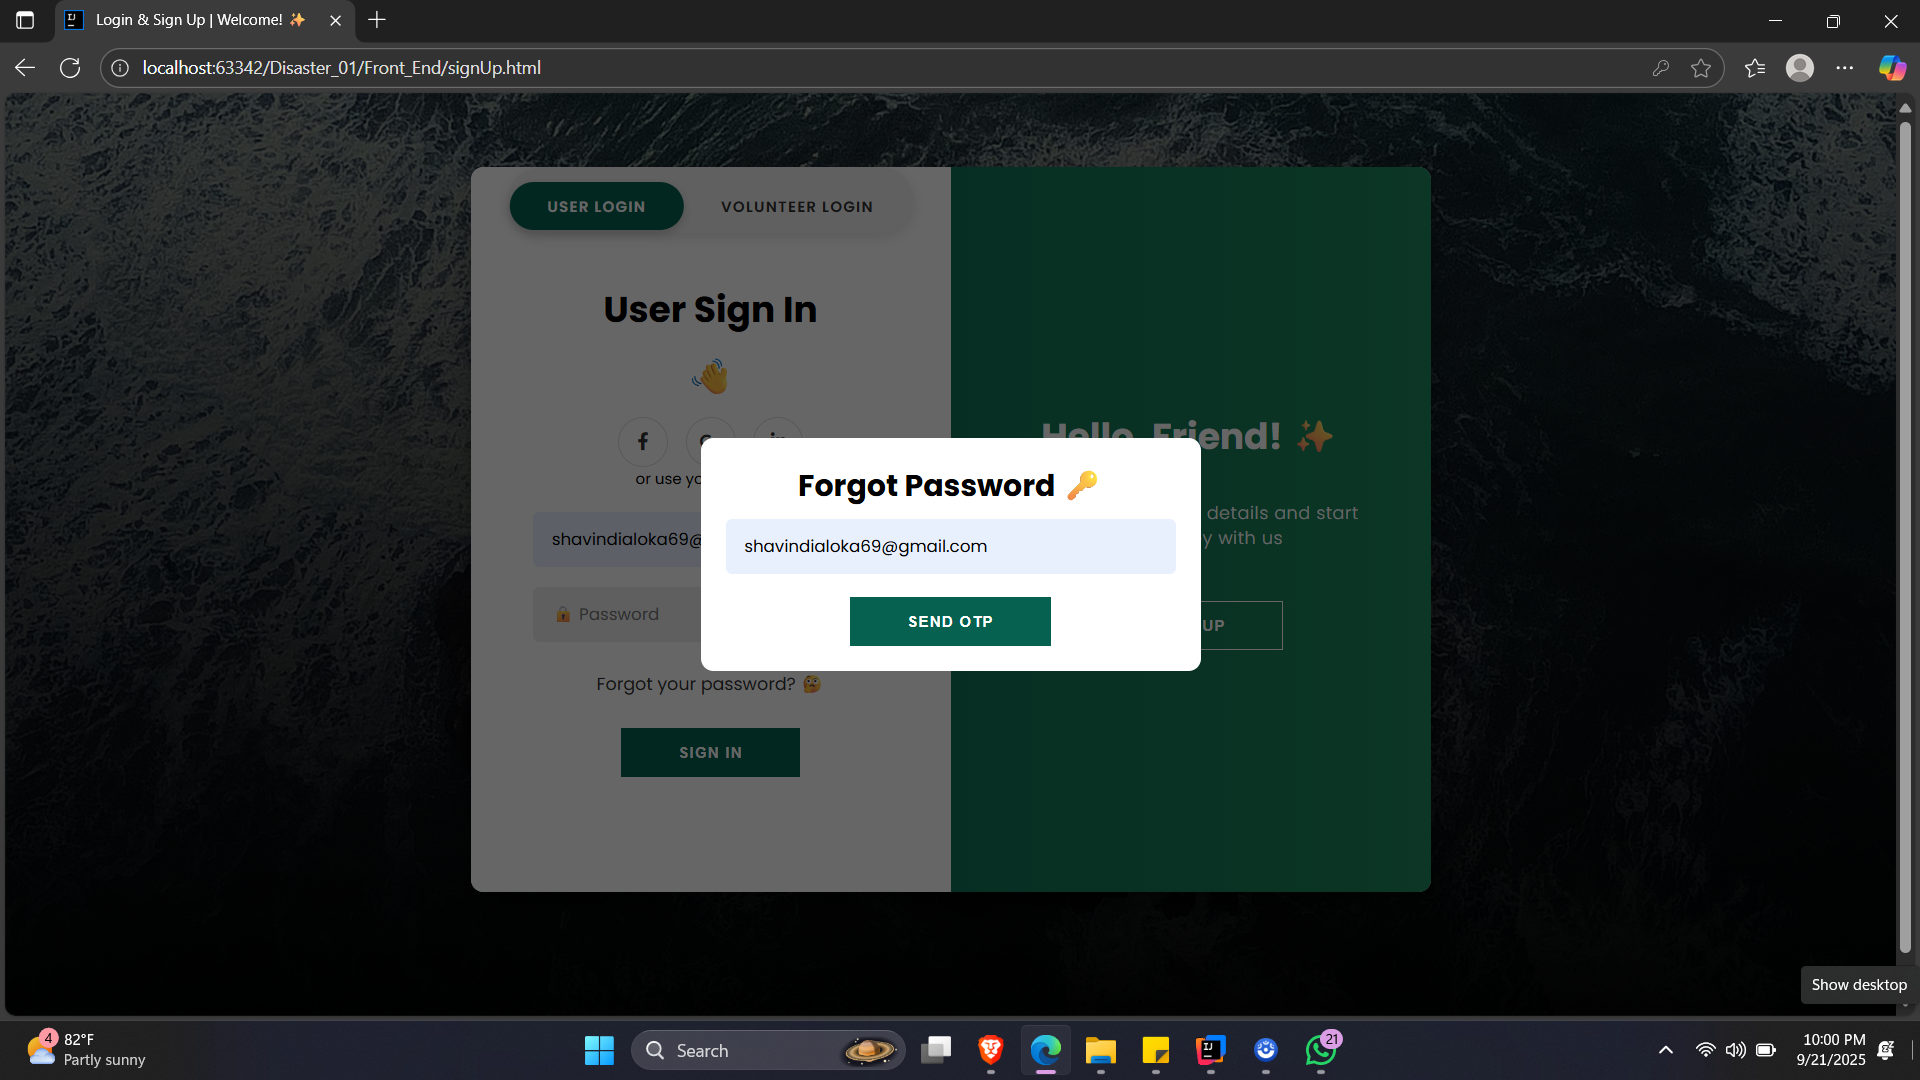 Login & Sign Up | Welcome! ✨
localhost:63342/Disaster_01/Front_End/signUp.html
USER LOGIN
VOLUNTEER LOGIN
User Sign In
👋
or use yo
shavindialoka69@
🔒 Password
Forgot your password? 🤔
SIGN IN
Hello, Friend! ✨
details and start
y with us
UP
Forgot Password 🔑
shavindialoka69@gmail.com
SEND OTP
Show desktop
4
82°F
Partly sunny
Search
21
10:00 PM
9/21/2025